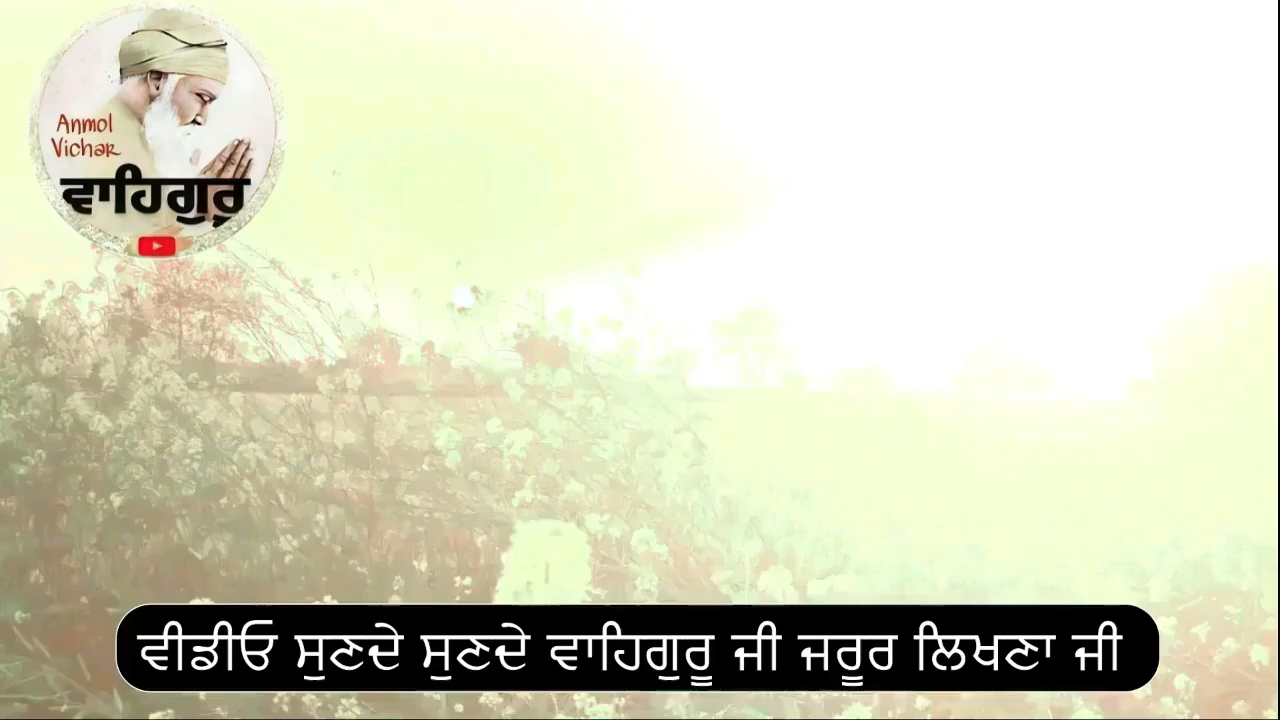 Anmol
Vichar
ਵਾਹਿਗੁਰੂ
ਵੀਡੀਓ ਸੁਣਦੇ ਸੁਣਦੇ ਵਾਹਿਗੁਰੂ ਜੀ ਜਰੂਰ ਲਿਖਣਾ ਜੀ